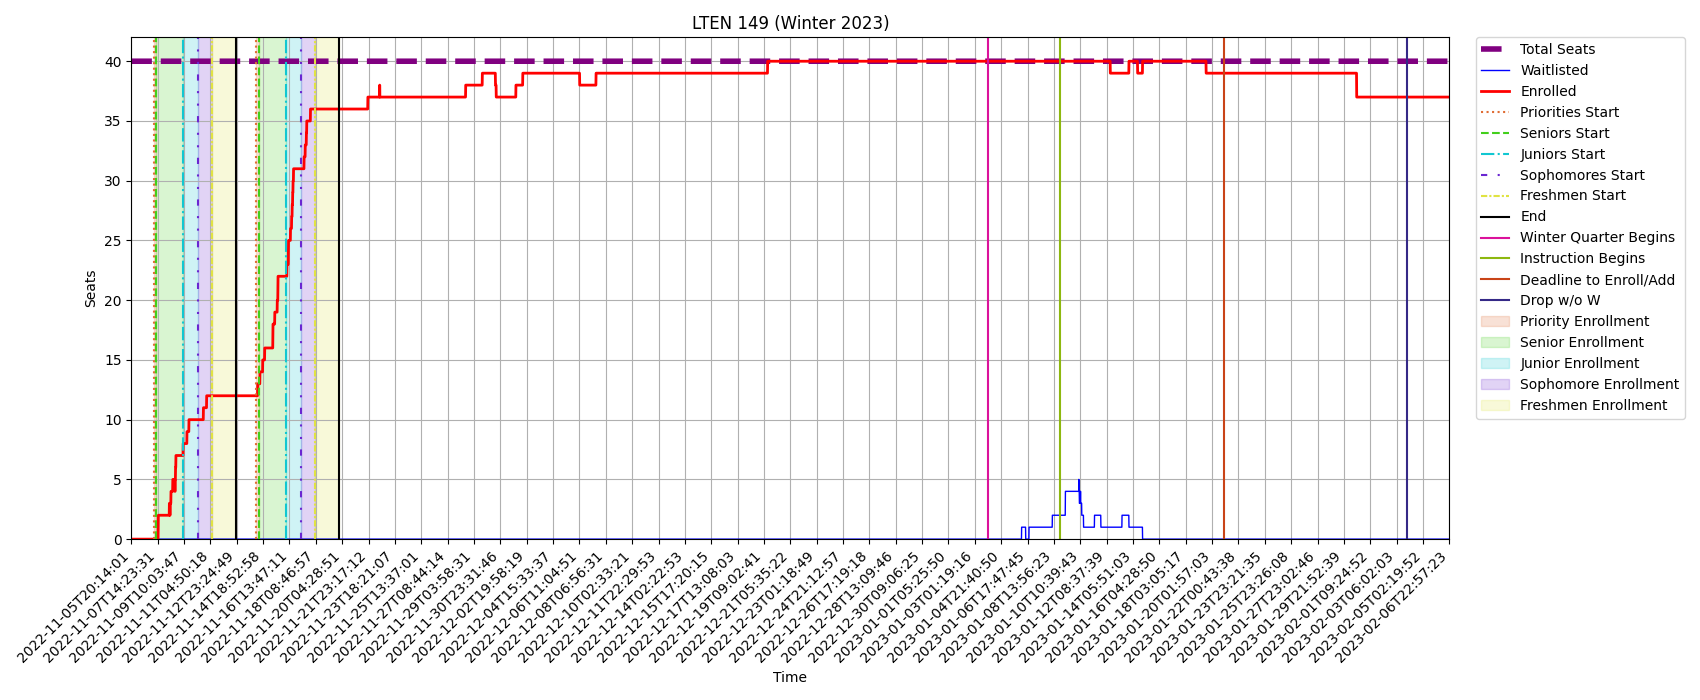 LTEN 149 (Winter 2023)
Seats
40
35
30
25
20
15
10
5
0
2022-11-05T20:14:01
2022-11-07T14:23:31
2022-11-09T10:03:47
2022-11-11T04:50:18
2022-11-12T23:24:49
2022-11-14T18:52:58
2022-11-16T13:47:11
2022-11-18T08:46:57
2022-11-20T04:28:51
2022-11-21T23:17:12
2022-11-23T18:21:07
2022-11-25T13:37:01
2022-11-27T08:44:14
2022-11-29T03:58:31
2022-11-30T23:31:46
2022-12-02T19:58:19
2022-12-04T15:33:37
2022-12-06T11:04:51
2022-12-08T06:56:31
2022-12-10T02:33:21
2022-12-11T22:29:53
2022-12-14T02:22:53
2022-12-15T17:20:15
2022-12-17T13:08:03
2022-12-19T09:02:41
2022-12-21T05:35:22
2022-12-23T01:18:49
2022-12-24T21:12:57
2022-12-26T17:19:18
2022-12-28T13:09:46
2022-12-30T09:06:25
2023-01-01T05:25:50
2023-01-03T01:19:16
2023-01-04T21:40:50
2023-01-06T17:47:45
2023-01-08T13:56:23
2023-01-10T10:39:43
2023-01-12T08:37:39
2023-01-14T05:51:03
2023-01-16T04:28:50
2023-01-18T03:05:17
2023-01-20T01:57:03
2023-01-22T00:43:38
2023-01-23T23:21:35
2023-01-25T23:26:08
2023-01-27T23:02:46
2023-01-29T21:52:39
2023-02-01T09:24:52
2023-02-03T06:02:03
2023-02-05T02:19:52
2023-02-06T22:57:23
Time
Total Seats
Waitlisted
Enrolled
Priorities Start
Seniors Start
Juniors Start
Sophomores Start
Freshmen Start
End
Winter Quarter Begins
Instruction Begins
Deadline to Enroll/Add
Drop w/o W
Priority Enrollment
Senior Enrollment
Junior Enrollment
Sophomore Enrollment
Freshmen Enrollment